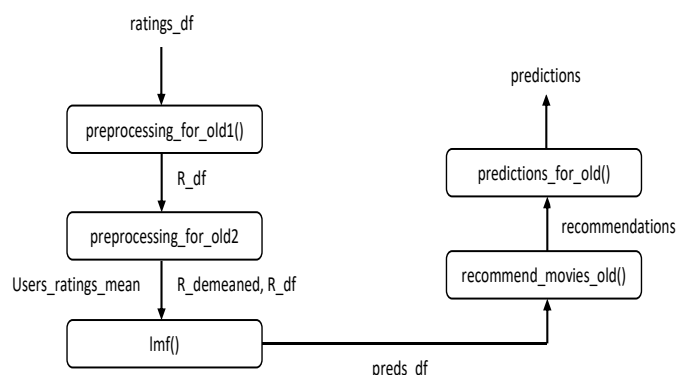 ratings_df
preprocessing_for_old1()
R_df
preprocessing_for_old2
Users_ratings_mean R_demeaned, R_df
lmf()
preds_df
recommend_movies_old()
recommendations
predictions_for_old()
predictions